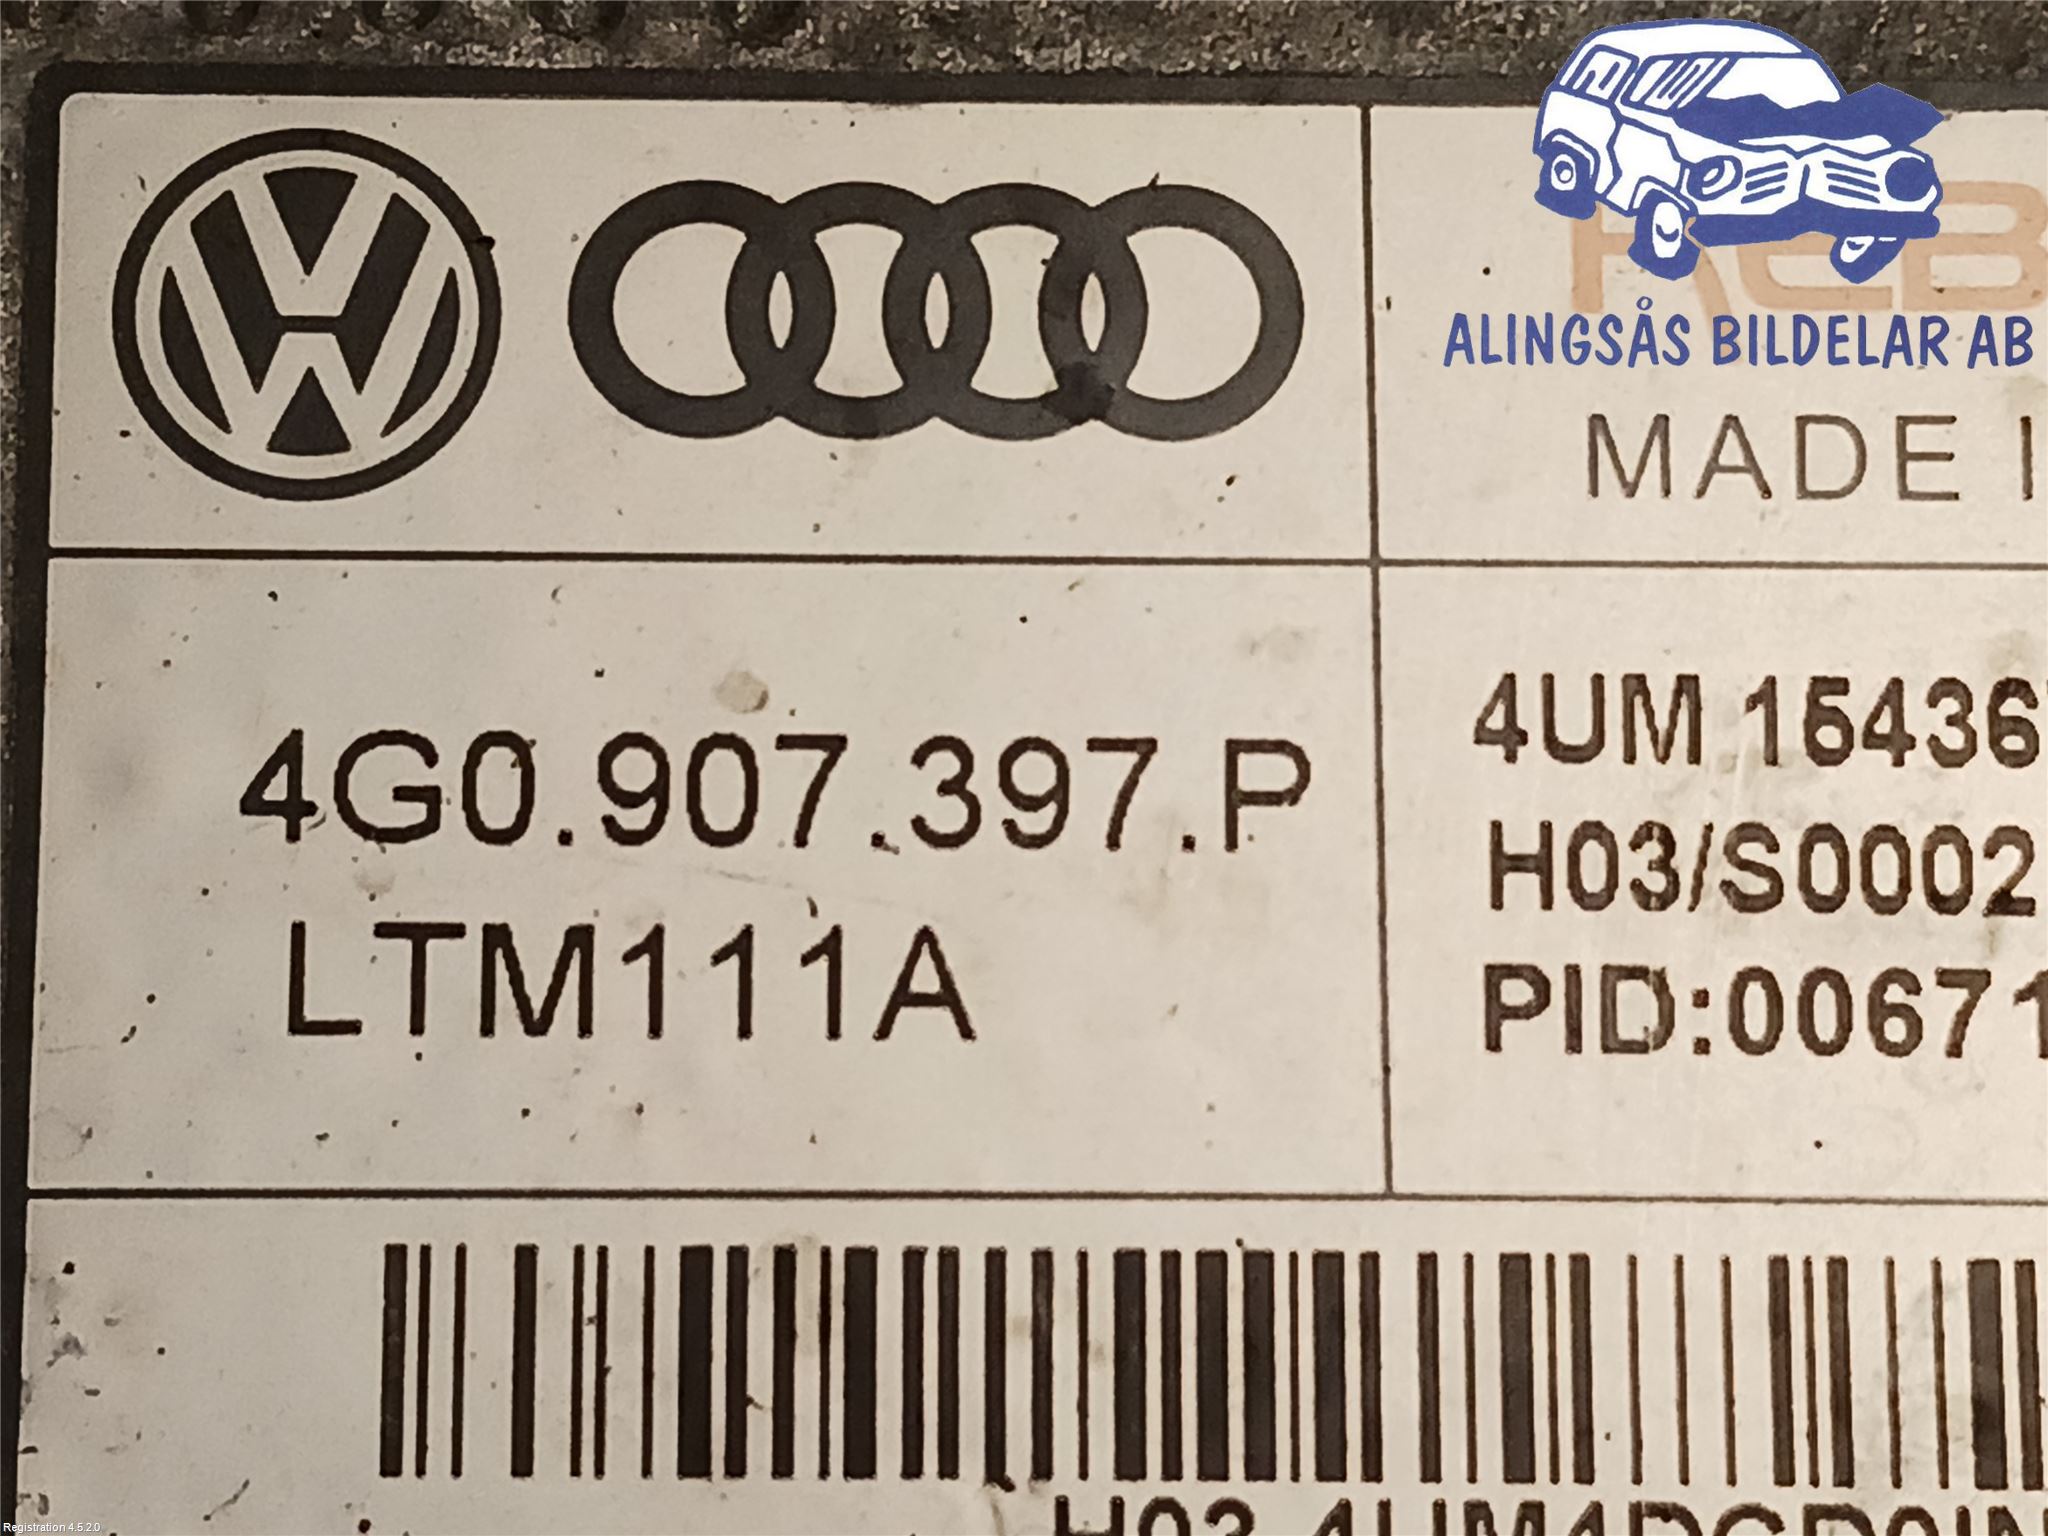 ALINGSÅS BILDELAR AB
MADE
4G0.907.397.P
LTM111A
4UM 15436
H03/S0002
PID:00671
Registration 4.5.2.0